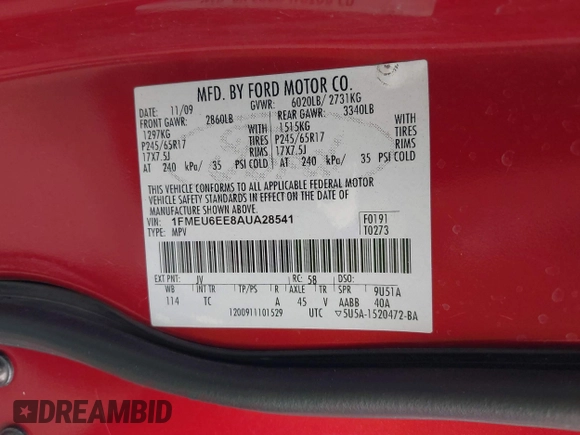 MFD. BY FORD MOTOR CO.
DATE: 11/09 GVWR: 6020LB/ 2731KG
FRONT GAWR: 2860LB REAR GAWR: 3340LB
1297KG WITH 1515KG WITH
P245/65R17 TIRES P245/65R17 TIRES
17X7.5J RIMS 17X7.5J RIMS
AT 240 kPa/ 35 PSI COLD AT 240 kPa/ 35 PSI COLD
THIS VEHICLE CONFORMS TO ALL APPLICABLE FEDERAL MOTOR
VEHICLE SAFETY STANDARDS IN EFFECT ON THE DATE OF
MANUFACTURE SHOWN ABOVE.
VIN: 1FMEU6EE8AUA28541 F0191
TYPE: MPV T0273
EXT PNT: JV RC: 58 DSO:
WB INT TR TP/PS R AXLE TR SPR 9U51A
114 TC A 45 V AABB 40A
1200911101529 UTC ▽5U5A-1520472-BA
DREAMBID